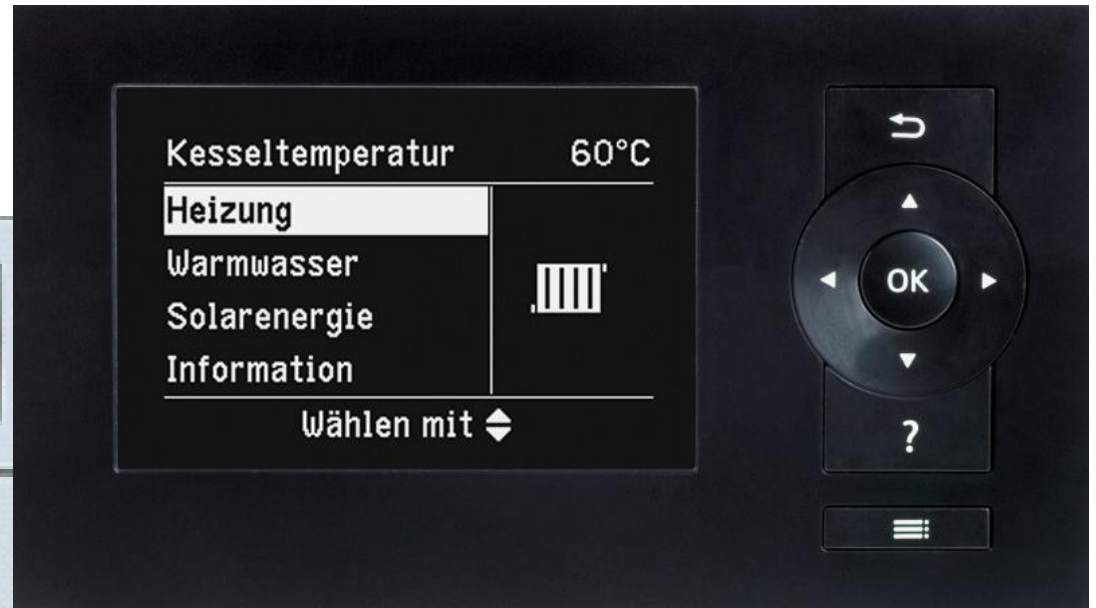 Kesseltemperatur 60°C
Heizung
Warmwasser
Solarenergie
Information
Wählen mit
OK
?